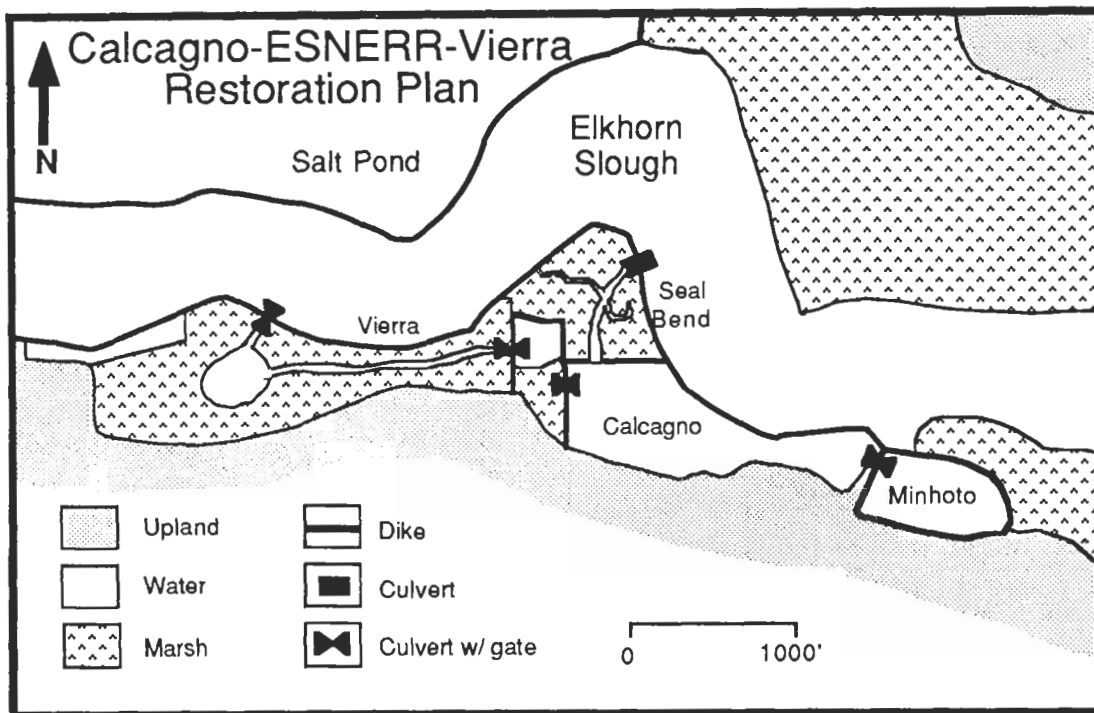 Calcagno-ESNERR-Vierra
Restoration Plan
N
Salt Pond
Elkhorn
Slough
Vierra
Seal
Bend
Calcagno
Minhoto
Upland
Dike
Water
Culvert
Marsh
Culvert w/ gate
0
1000'